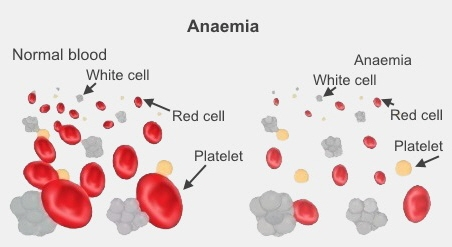 Anaemia
Normal blood
White cell
Red cell
Platelet
Anaemia
White cell
Red cell
Platelet